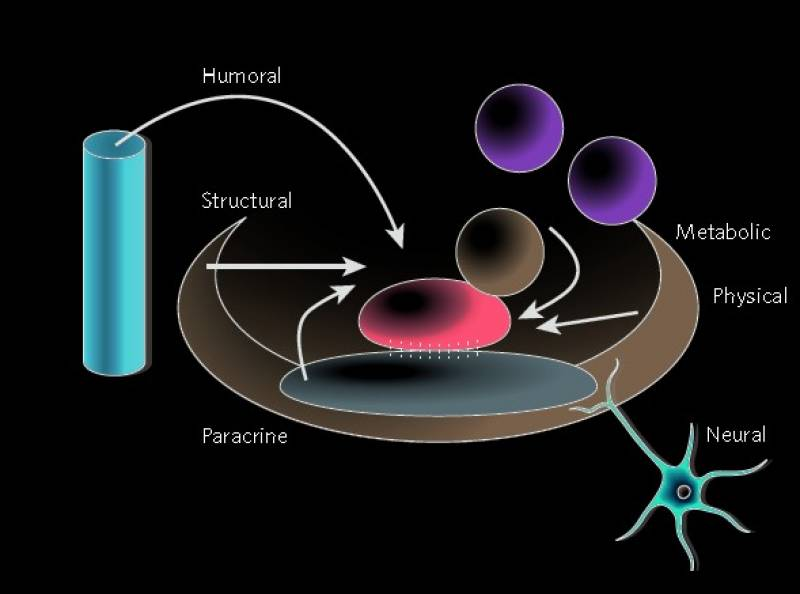 Humoral
Structural
Metabolic
Physical
Paracrine
Neural